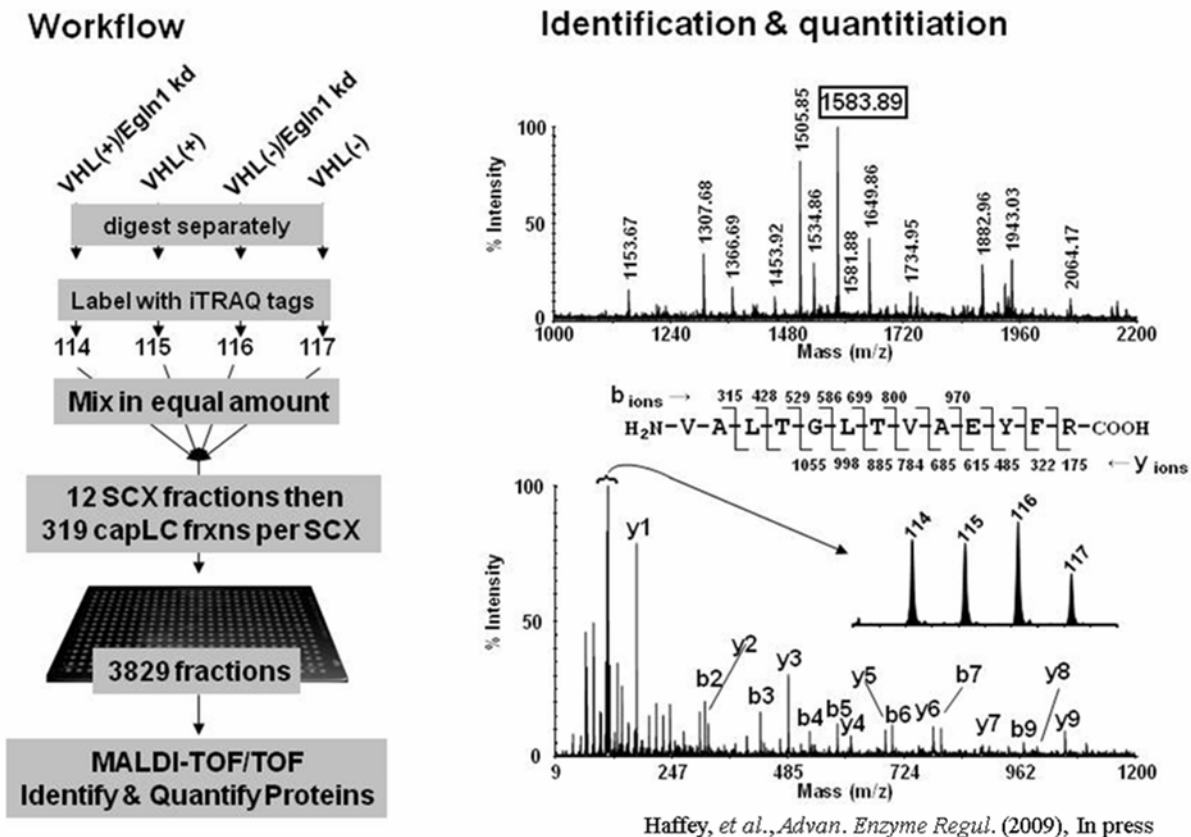 Workflow
VHL(+)/Egln1 kd
VHL(+)
VHL(-)/Egln1 kd
VHL(-)
digest separately
Label with iTRAQ tags
114 115 116 117
Mix in equal amount
12 SCX fractions then
319 capLC frxns per SCX
3829 fractions
MALDI-TOF/TOF
Identify & Quantify Proteins
Identification & quantitiation
% Intensity
100
50
0
1153.67
1307.68
1366.69
1453.92
1505.85
1534.86
1583.89
1581.88
1649.86
1734.95
1882.96
1943.03
2064.17
1000 1240 1480 1720 1960 2200
Mass (m/z)
b ions → 315 428 529 586 699 800 970
H₂N–V–A–L–T–G–L–T–V–A–E–Y–F–R–COOH
1055 998 885 784 685 615 485 322 175 ← y ions
% Intensity
100
50
0
y1
b2
y2
b3
y3
b4
b5
y4
y5
b6
y6
b7
y7
b9
y8
y9
114 115 116 117
9 247 485 724 962 1200
Mass (m/z)
Haffey, et al., Advan. Enzyme Regul. (2009), In press